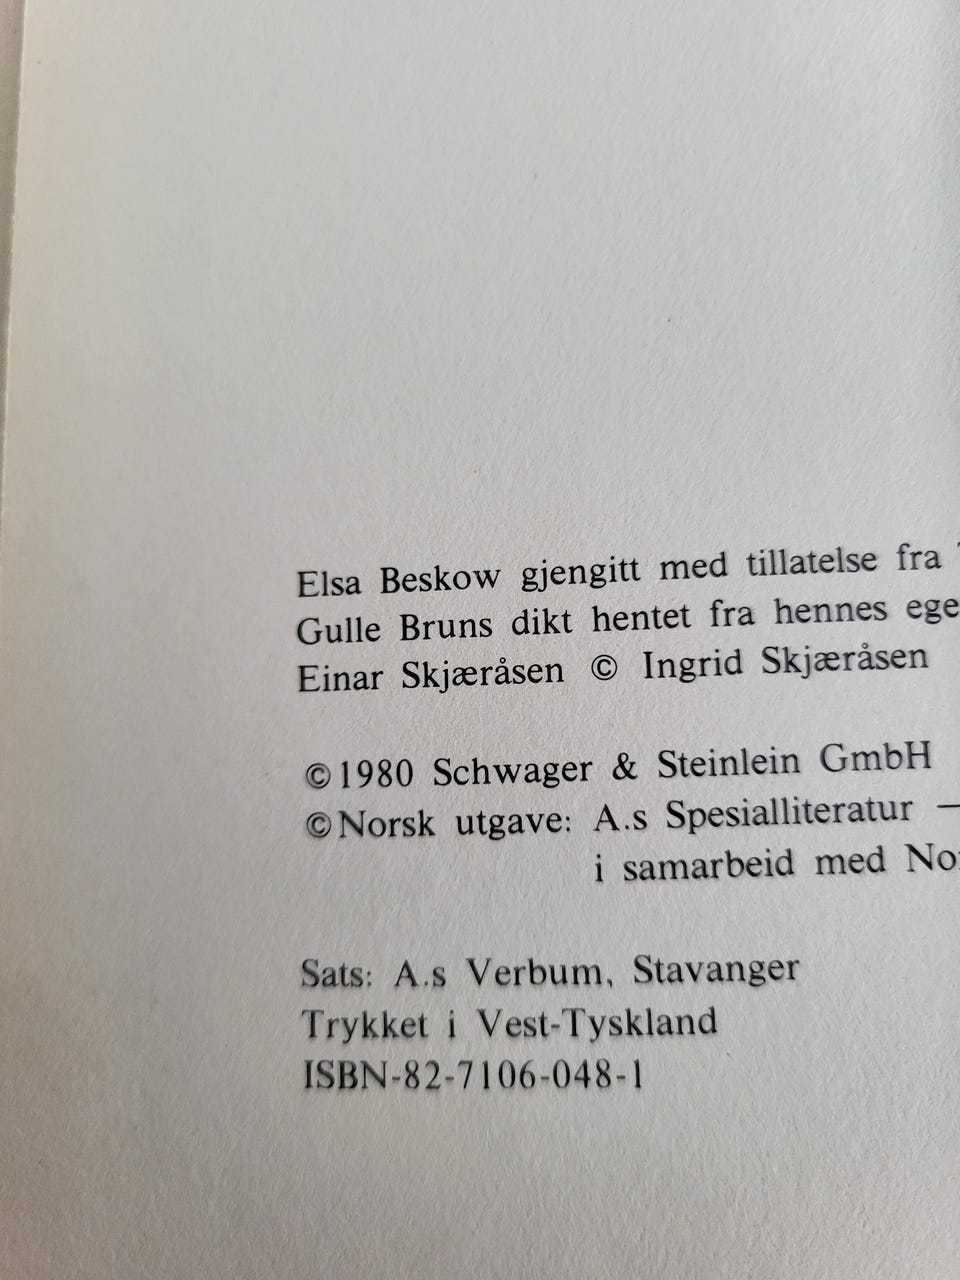 Elsa Beskow gjengitt med tillatelse fra
Gulle Bruns dikt hentet fra hennes
Einar Skjæråsen © Ingrid Skjæråsen
©1980 Schwager & Steinlein GmbH
©Norsk utgave: A.s Spesialliteratur —
i samarbeid med
Sats: A.s Verbum, Stavanger
Trykket i Vest-Tyskland
ISBN-82-7106-048-1